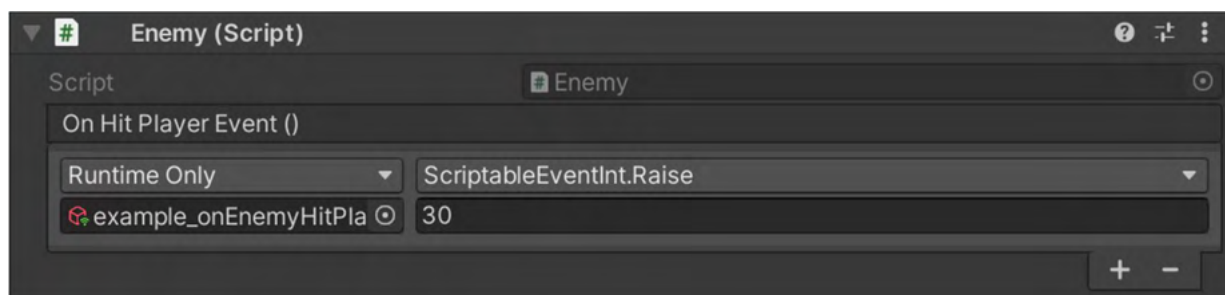 # Enemy (Script)
Script # Enemy
On Hit Player Event ()
Runtime Only ScriptableEventInt.Raise
example_onEnemyHitPla 30
+ −